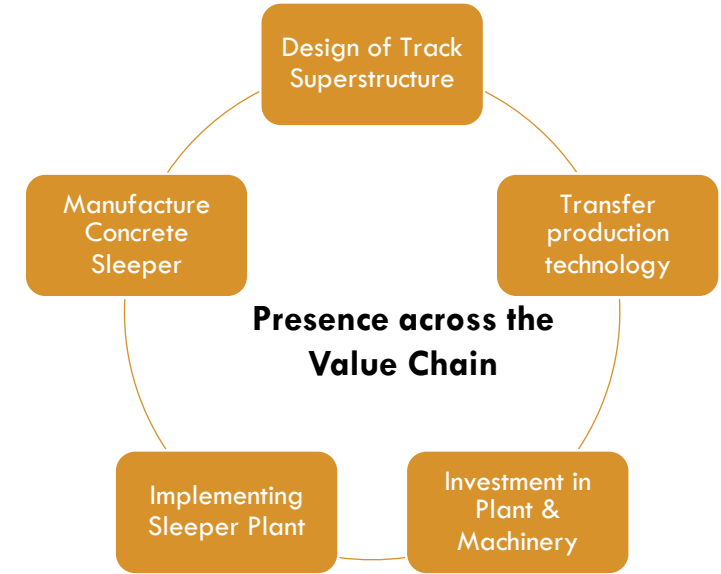 Design of Track
Superstructure
Transfer
production
technology
Investment in
Plant &
Machinery
Implementing
Sleeper Plant
Manufacture
Concrete
Sleeper
Presence across the
Value Chain